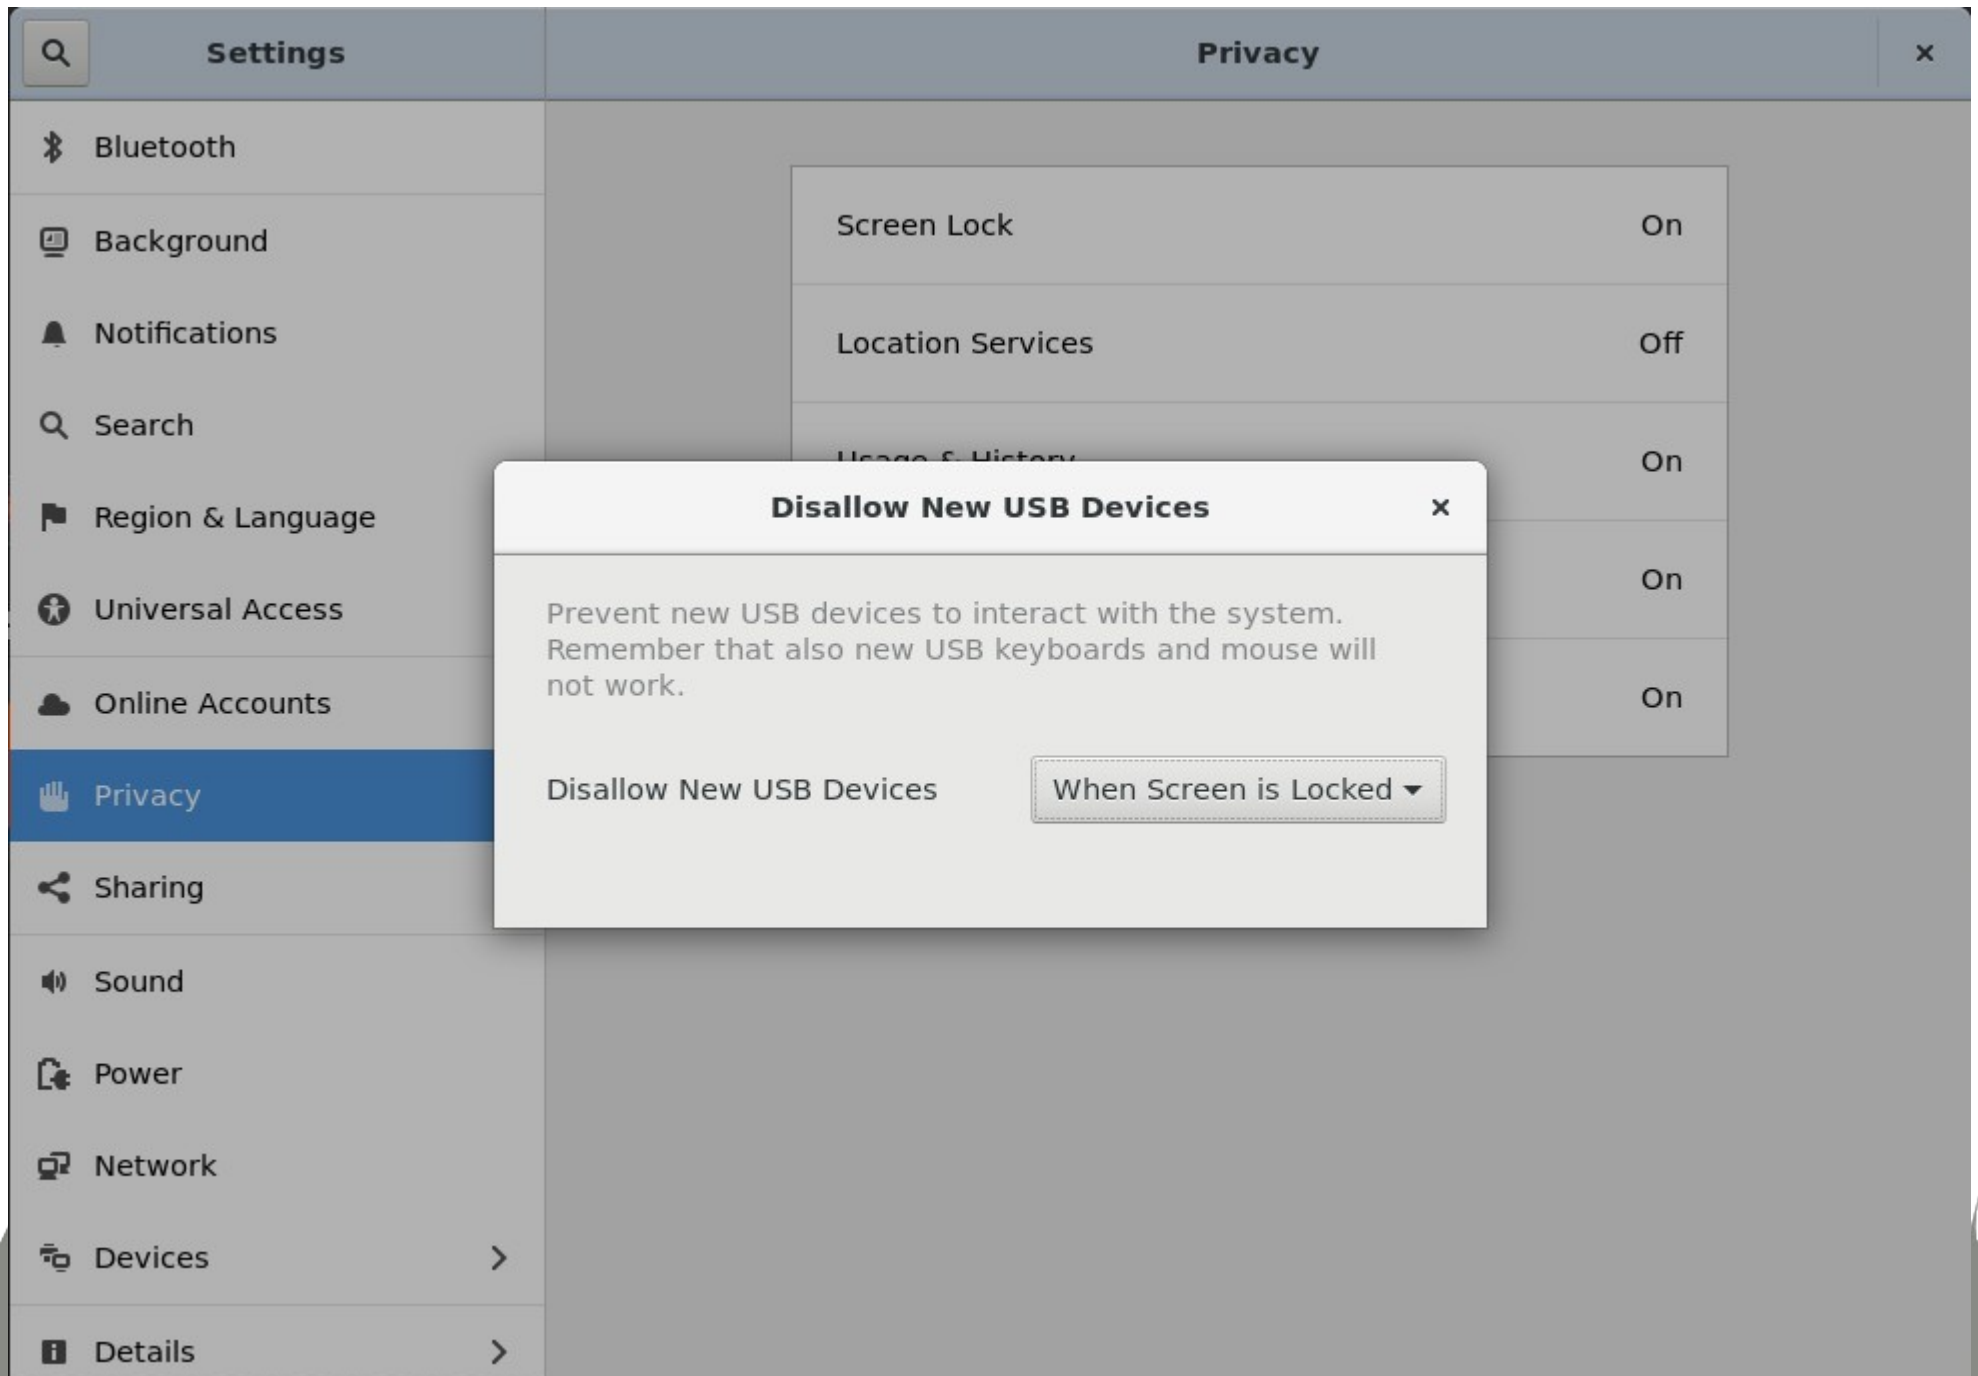 Settings
Privacy
Bluetooth
Background
Notifications
Search
Region & Language
Universal Access
Online Accounts
Privacy
Sharing
Sound
Power
Network
Devices
Details
Screen Lock On
Location Services Off
Usage & History On
On
On
Disallow New USB Devices
Prevent new USB devices to interact with the system.
Remember that also new USB keyboards and mouse will
not work.
Disallow New USB Devices When Screen is Locked